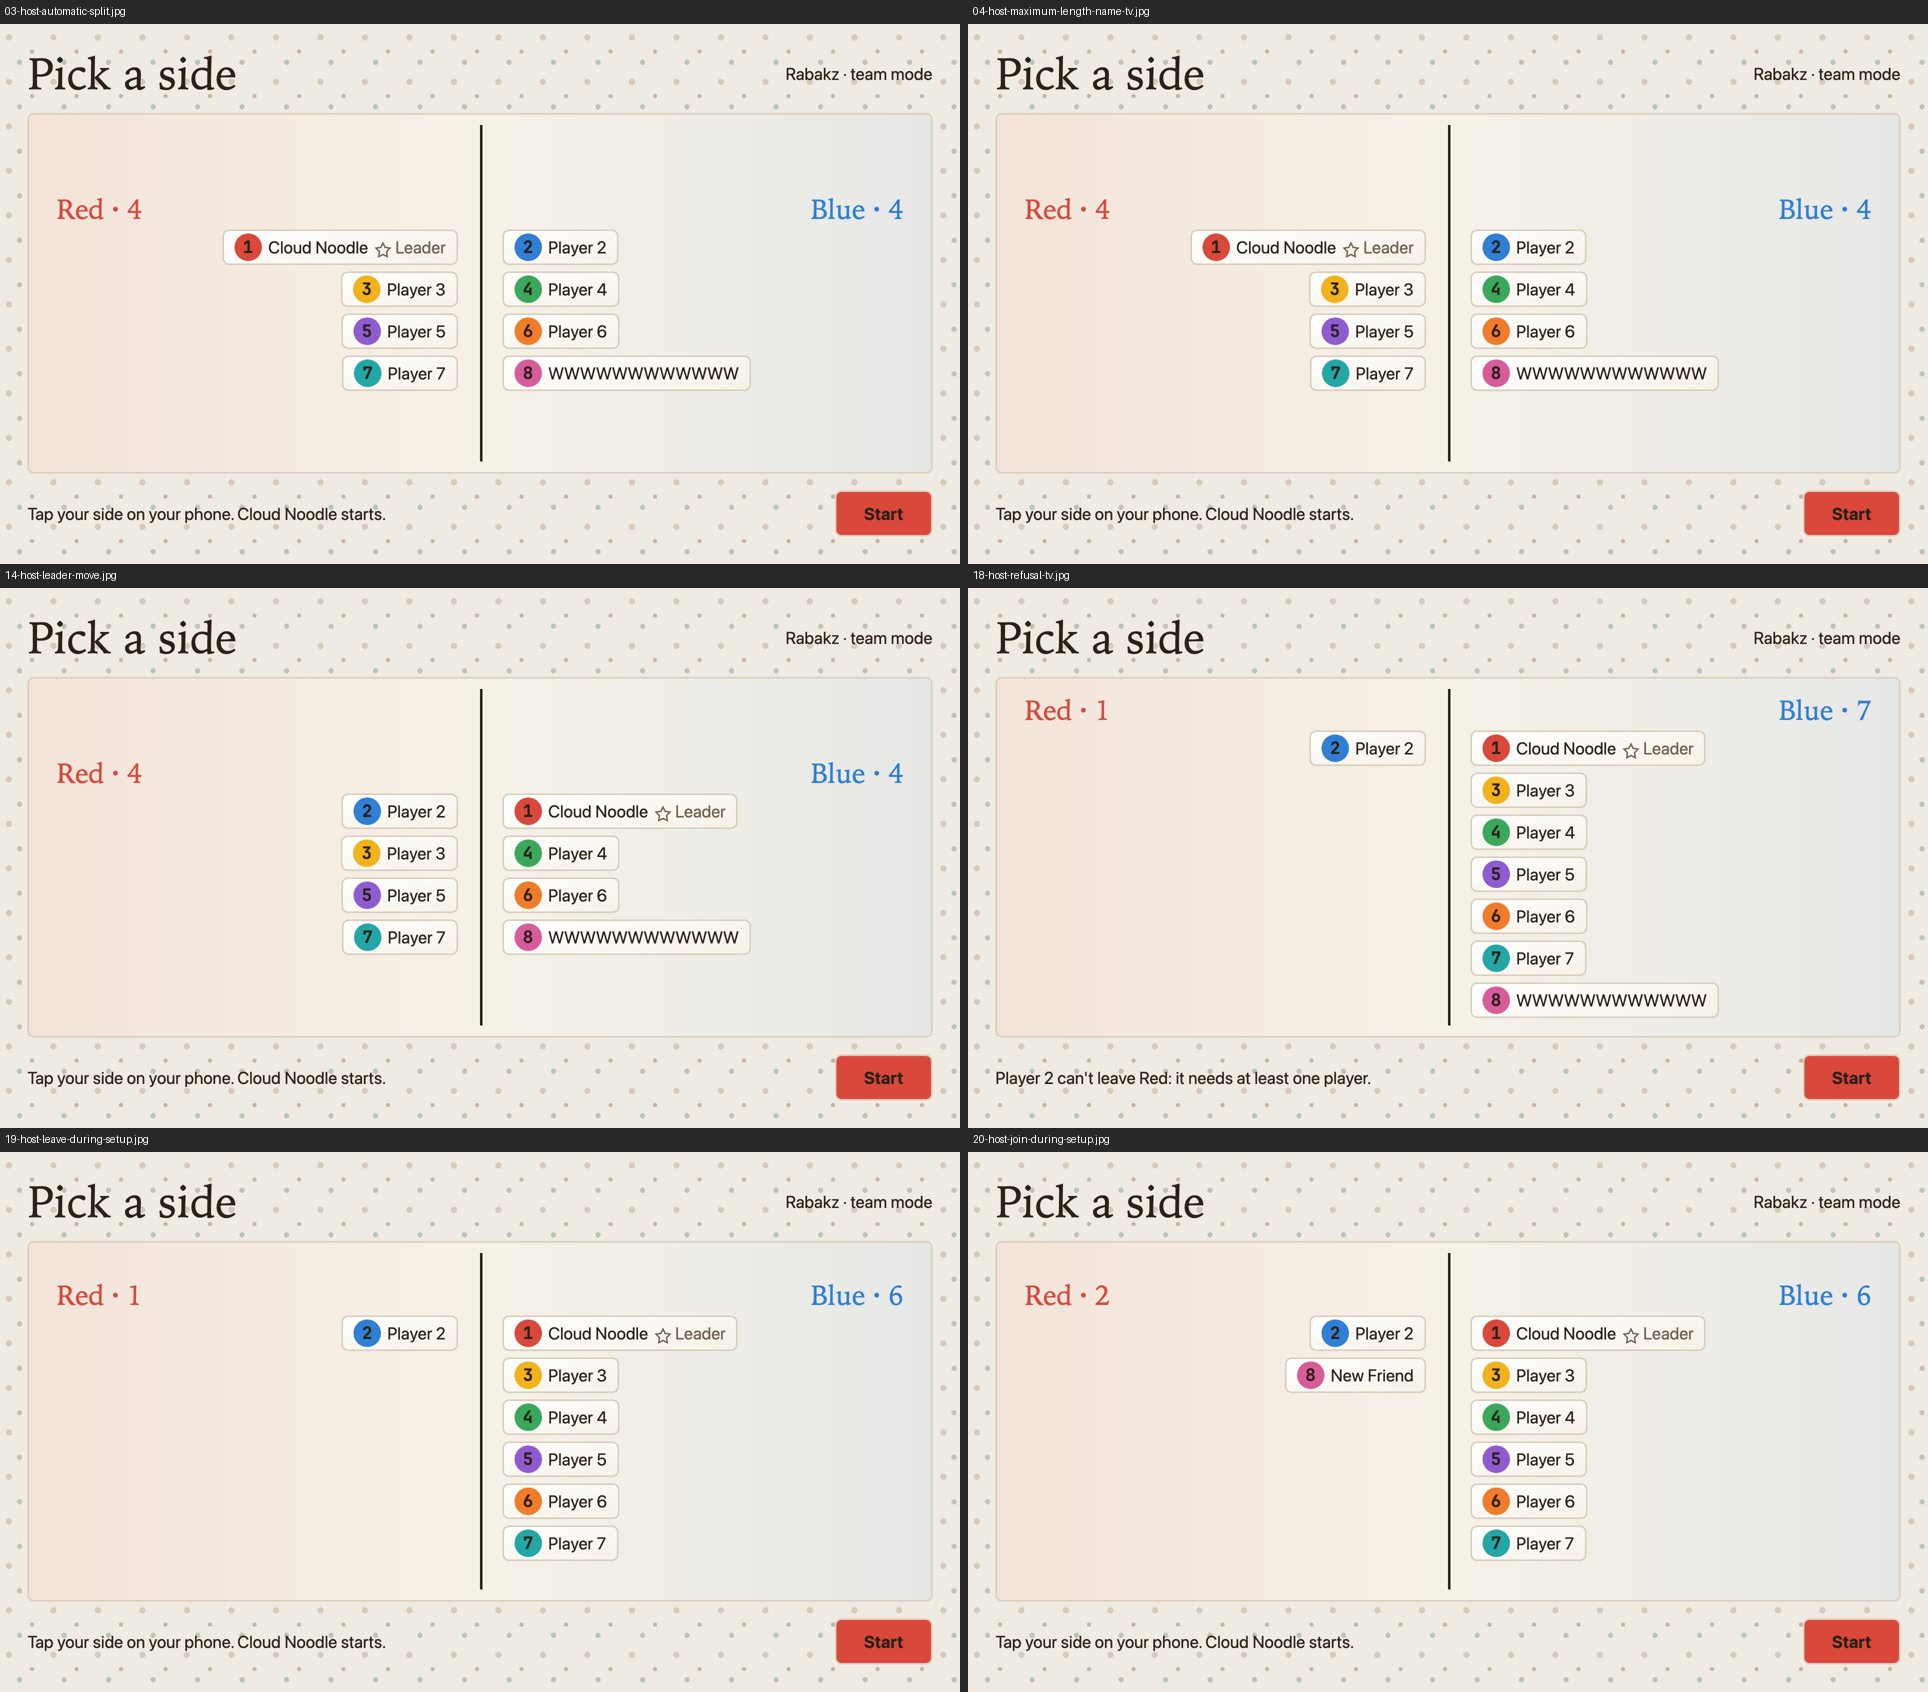 03-host-automatic-split.jpg
Pick a side
Rabakz · team mode
Red · 4
Blue · 4
1 Cloud Noodle ☆ Leader
3 Player 3
5 Player 5
7 Player 7
2 Player 2
4 Player 4
6 Player 6
8 WWWWWWWWWWWW
Tap your side on your phone. Cloud Noodle starts.
Start
04-host-maximum-length-name-tv.jpg
Pick a side
Rabakz · team mode
Red · 4
Blue · 4
1 Cloud Noodle ☆ Leader
3 Player 3
5 Player 5
7 Player 7
2 Player 2
4 Player 4
6 Player 6
8 WWWWWWWWWWWW
Tap your side on your phone. Cloud Noodle starts.
Start
14-host-leader-move.jpg
Pick a side
Rabakz · team mode
Red · 4
Blue · 4
2 Player 2
3 Player 3
5 Player 5
7 Player 7
1 Cloud Noodle ☆ Leader
4 Player 4
6 Player 6
8 WWWWWWWWWWWW
Tap your side on your phone. Cloud Noodle starts.
Start
18-host-refusal-tv.jpg
Pick a side
Rabakz · team mode
Red · 1
Blue · 7
2 Player 2
1 Cloud Noodle ☆ Leader
3 Player 3
4 Player 4
5 Player 5
6 Player 6
7 Player 7
8 WWWWWWWWWWWW
Player 2 can't leave Red: it needs at least one player.
Start
19-host-leave-during-setup.jpg
Pick a side
Rabakz · team mode
Red · 1
Blue · 6
2 Player 2
1 Cloud Noodle ☆ Leader
3 Player 3
4 Player 4
5 Player 5
6 Player 6
7 Player 7
Tap your side on your phone. Cloud Noodle starts.
Start
20-host-join-during-setup.jpg
Pick a side
Rabakz · team mode
Red · 2
Blue · 6
2 Player 2
8 New Friend
1 Cloud Noodle ☆ Leader
3 Player 3
4 Player 4
5 Player 5
6 Player 6
7 Player 7
Tap your side on your phone. Cloud Noodle starts.
Start